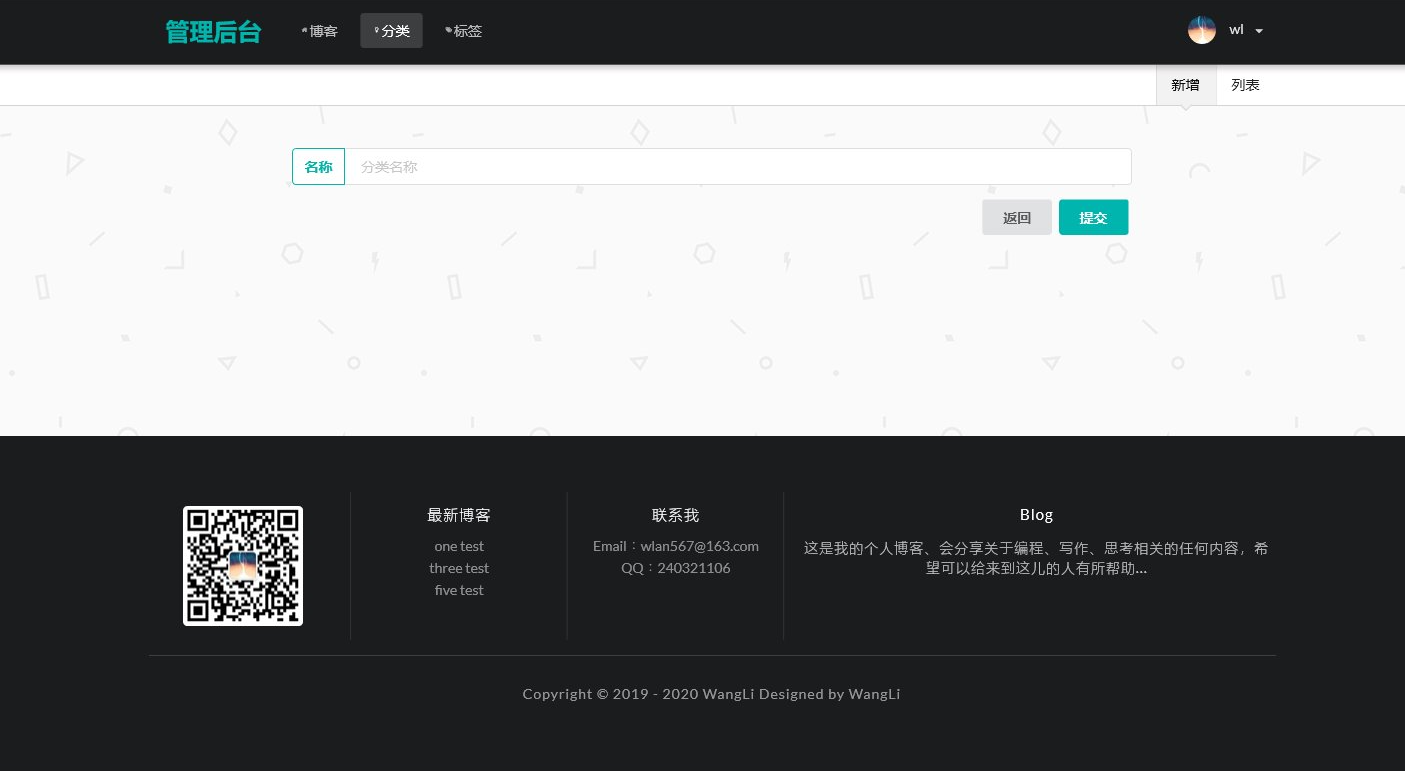 管理后台
博客
分类
标签
wl
新增
列表
名称
分类名称
返回
提交
最新博客
one test
three test
five test
联系我
Email：wlan567@163.com
QQ：240321106
Blog
这是我的个人博客、会分享关于编程、写作、思考相关的任何内容，希
望可以给来到这儿的人有所帮助...
Copyright © 2019 - 2020 WangLi Designed by WangLi